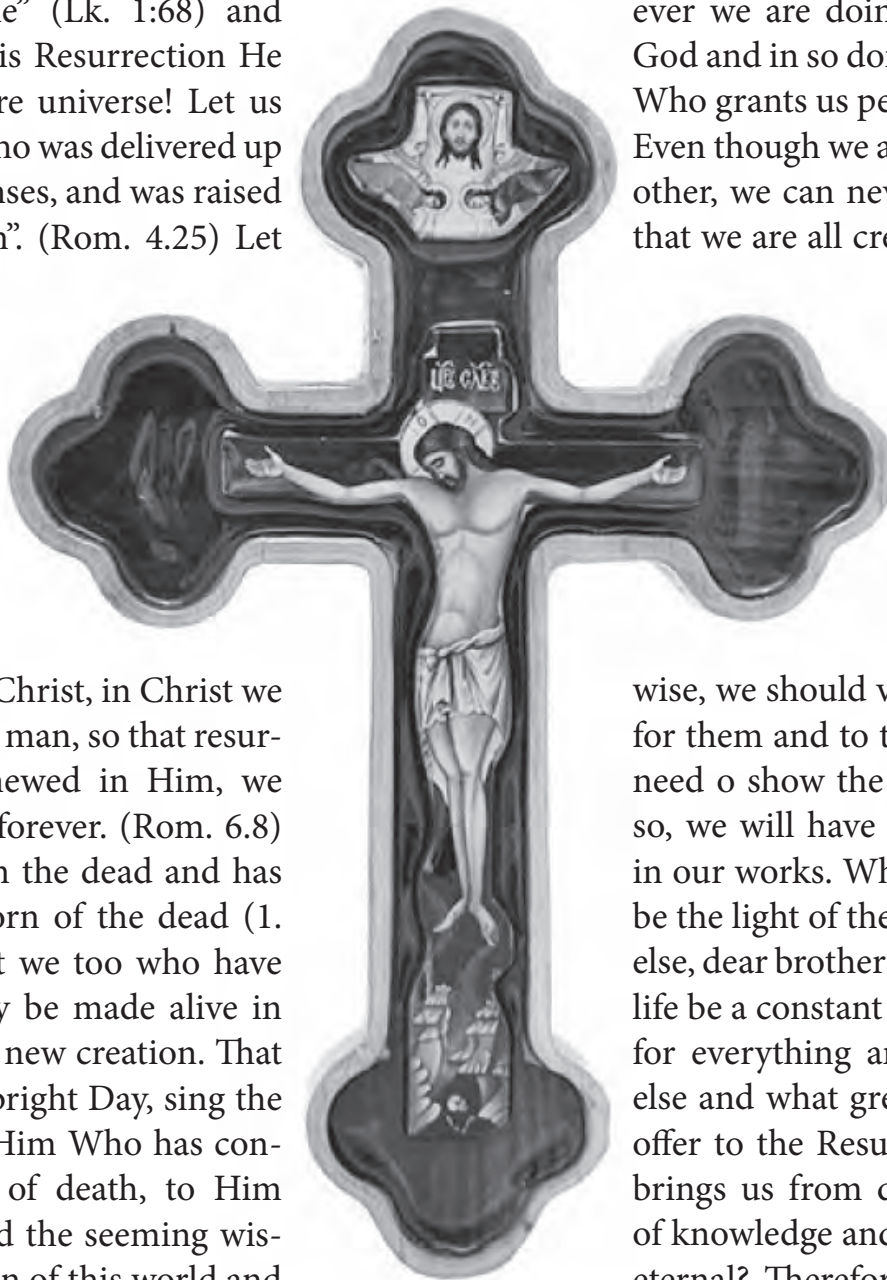 e” (Lk. 1:68) and
is Resurrection He
re universe! Let us
ho was delivered up
nses, and was raised
n”. (Rom. 4.25) Let
Christ, in Christ we
man, so that resur-
newed in Him, we
forever. (Rom. 6.8)
n the dead and has
orn of the dead (1.
t we too who have
y be made alive in
new creation. That
bright Day, sing the
Him Who has con-
of death, to Him
d the seeming wis-
n of this world and
ever we are doin
God and in so doi
Who grants us pe
Even though we a
other, we can nev
that we are all cre
wise, we should v
for them and to t
need o show the
so, we will have
in our works. Wh
be the light of the
else, dear brother
life be a constant
for everything an
else and what gre
offer to the Resu
brings us from d
of knowledge and
eternal? Therefor